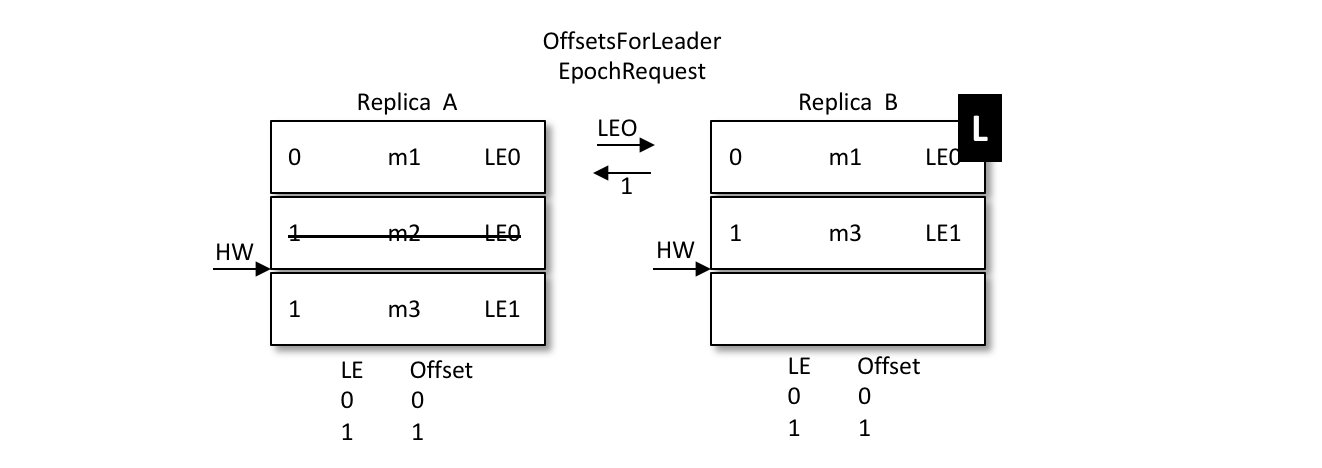 OffsetsForLeader
EpochRequest
Replica A
Replica B
L
LEO
1
0 m1 LE0
1 m2 LE0
1 m3 LE1
HW
0 m1 LE0
1 m3 LE1
HW
LE Offset
0 0
1 1
LE Offset
0 0
1 1